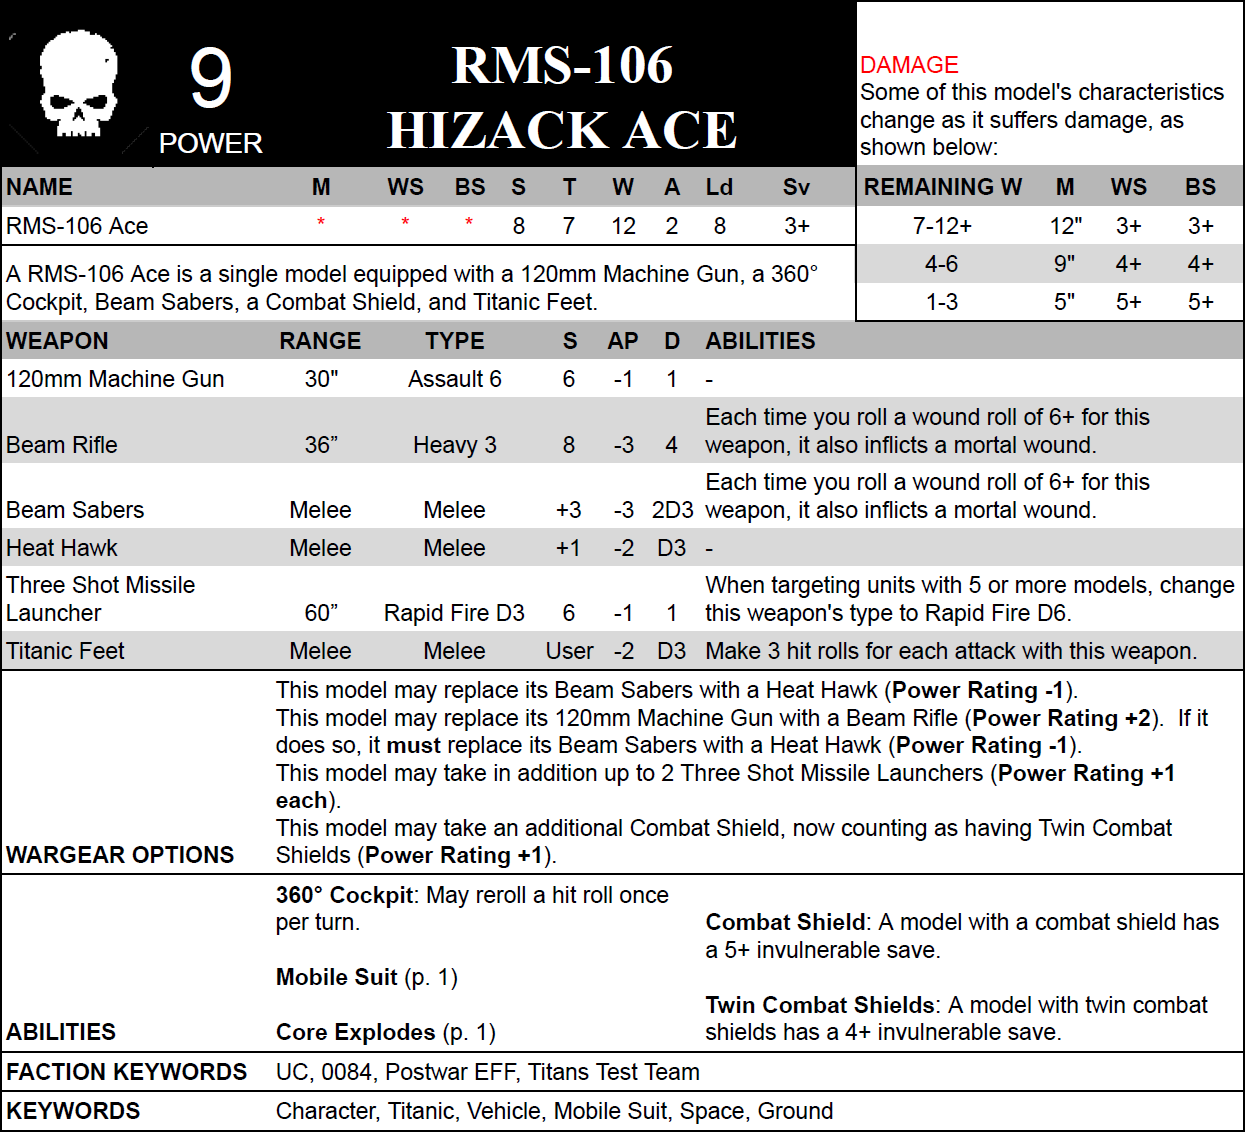 9
POWER
RMS-106
HIZACK ACE
DAMAGE
Some of this model's characteristics
change as it suffers damage, as
shown below:
NAME M WS BS S T W A Ld Sv
RMS-106 Ace * * * 8 7 12 2 8 3+
REMAINING W M WS BS
7-12+ 12" 3+ 3+
4-6 9" 4+ 4+
1-3 5" 5+ 5+
A RMS-106 Ace is a single model equipped with a 120mm Machine Gun, a 360°
Cockpit, Beam Sabers, a Combat Shield, and Titanic Feet.
WEAPON RANGE TYPE S AP D ABILITIES
120mm Machine Gun 30" Assault 6 6 -1 1 -
Each time you roll a wound roll of 6+ for this
Beam Rifle 36” Heavy 3 8 -3 4 weapon, it also inflicts a mortal wound.
Each time you roll a wound roll of 6+ for this
Beam Sabers Melee Melee +3 -3 2D3 weapon, it also inflicts a mortal wound.
Heat Hawk Melee Melee +1 -2 D3 -
Three Shot Missile When targeting units with 5 or more models, change
Launcher 60” Rapid Fire D3 6 -1 1 this weapon's type to Rapid Fire D6.
Titanic Feet Melee Melee User -2 D3 Make 3 hit rolls for each attack with this weapon.
This model may replace its Beam Sabers with a Heat Hawk (Power Rating -1).
This model may replace its 120mm Machine Gun with a Beam Rifle (Power Rating +2). If it
does so, it must replace its Beam Sabers with a Heat Hawk (Power Rating -1).
This model may take in addition up to 2 Three Shot Missile Launchers (Power Rating +1
each).
This model may take an additional Combat Shield, now counting as having Twin Combat
WARGEAR OPTIONS Shields (Power Rating +1).
360° Cockpit: May reroll a hit roll once
per turn.
Mobile Suit (p. 1)
ABILITIES Core Explodes (p. 1)
Combat Shield: A model with a combat shield has
a 5+ invulnerable save.
Twin Combat Shields: A model with twin combat
shields has a 4+ invulnerable save.
FACTION KEYWORDS UC, 0084, Postwar EFF, Titans Test Team
KEYWORDS Character, Titanic, Vehicle, Mobile Suit, Space, Ground